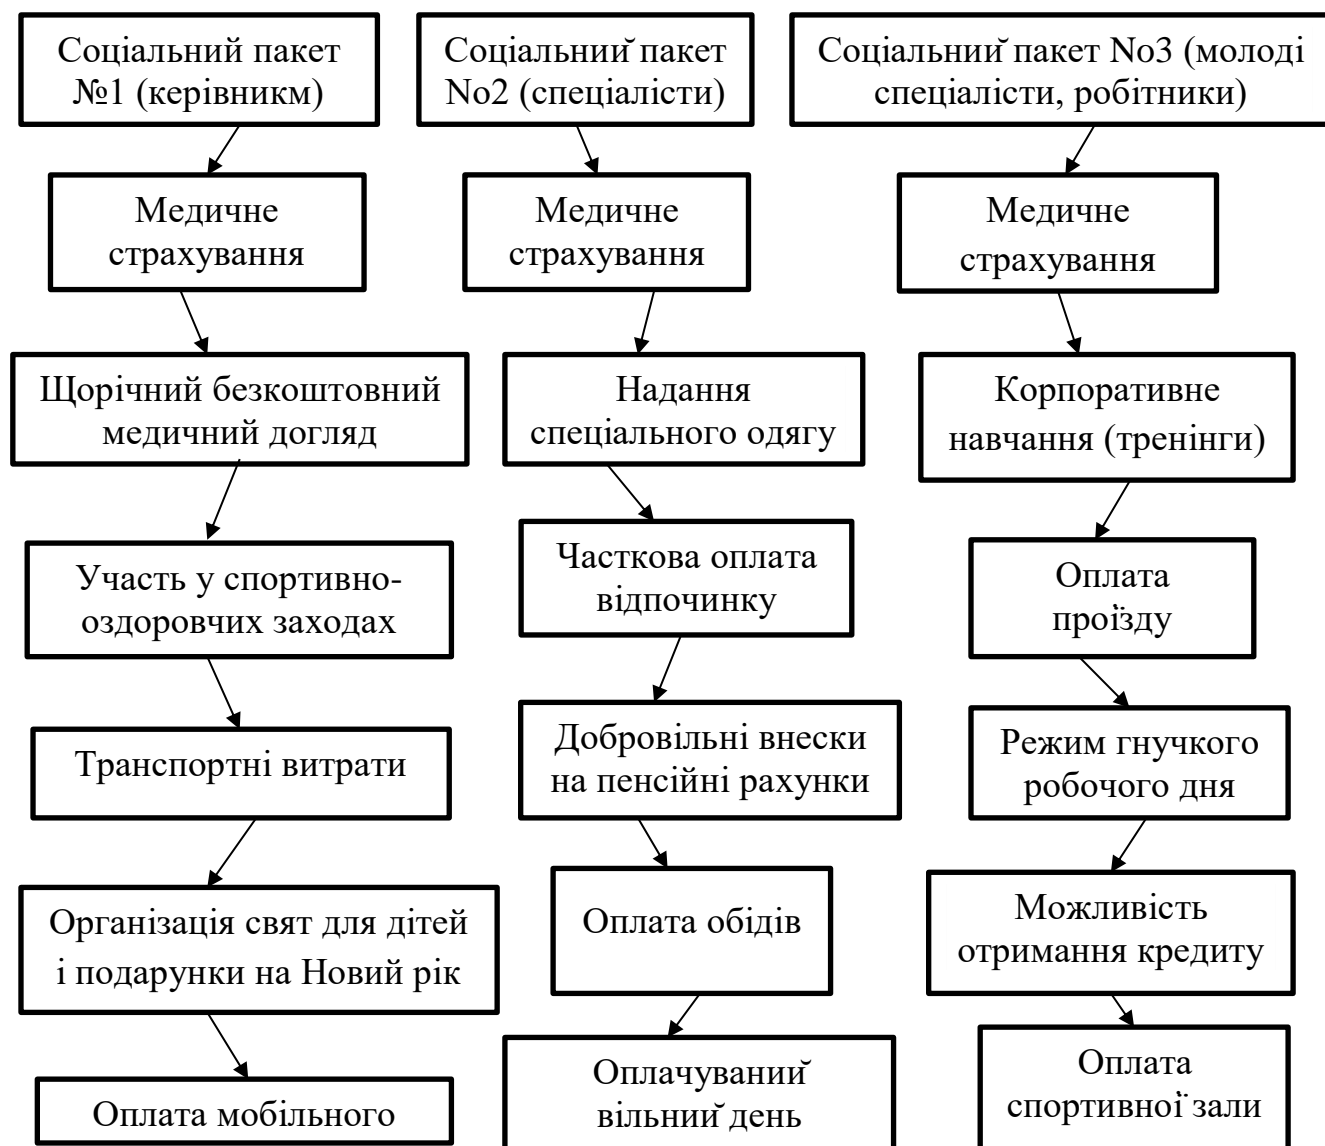 Соціальний пакет
№1 (керівникм)
Медичне
страхування
Щорічний безкоштовний
медичний догляд
Участь у спортивно-
оздоровчих заходах
Транспортні витрати
Організація свят для дітей
і подарунки на Новий рік
Оплата мобільного
Соціальний пакет
No2 (спеціалісти)
Медичне
страхування
Надання
спеціального одягу
Часткова оплата
відпочинку
Добровільні внески
на пенсійні рахунки
Оплата обідів
Оплачуваний
вільний день
Соціальний пакет No3 (молоді
спеціалісти, робітники)
Медичне
страхування
Корпоративне
навчання (тренінги)
Оплата
проїзду
Режим гнучкого
робочого дня
Можливість
отримання кредиту
Оплата
спортивної зали